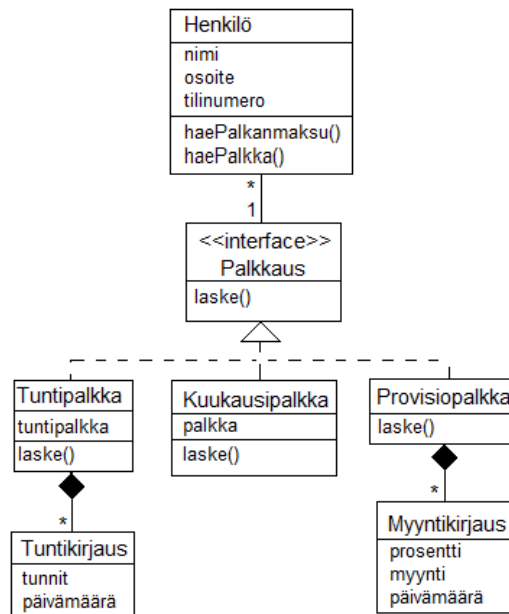 Henkilö
nimi
osoite
tilinumero
haePalkanmaksu()
haePalkka()
*
1
<<interface>>
Palkkaus
laske()
Tuntipalkka
tuntipalkka
laske()
*
Tuntikirjaus
tunnit
päivämäärä
Kuukausipalkka
palkka
laske()
Provisiopalkka
laske()
*
Myyntikirjaus
prosentti
myynti
päivämäärä